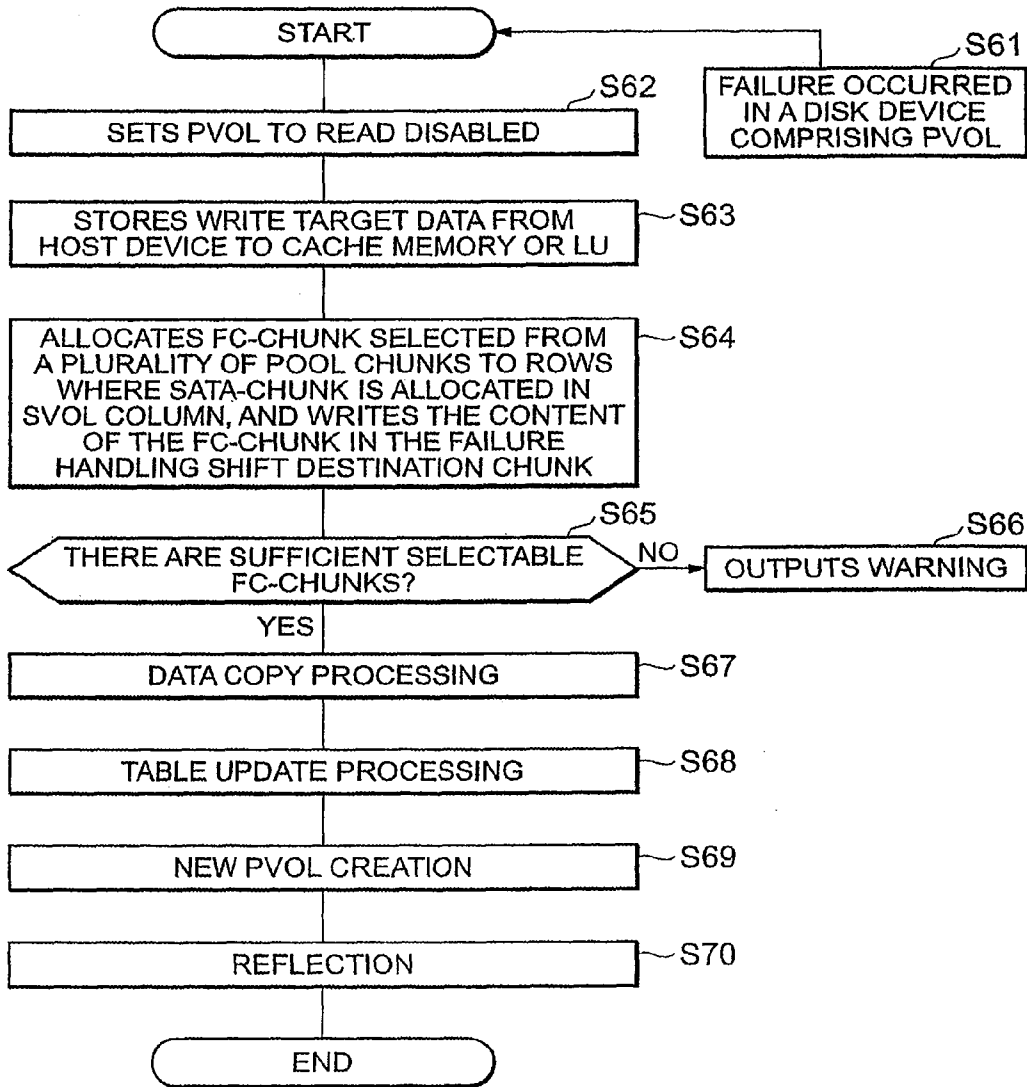 START
S61
FAILURE OCCURRED
IN A DISK DEVICE
COMPRISING PVOL
S62
SETS PVOL TO READ DISABLED
STORES WRITE TARGET DATA FROM
HOST DEVICE TO CACHE MEMORY OR LU
S63
ALLOCATES FC-CHUNK SELECTED FROM
A PLURALITY OF POOL CHUNKS TO ROWS
WHERE SATA-CHUNK IS ALLOCATED IN
SVOL COLUMN, AND WRITES THE CONTENT
OF THE FC-CHUNK IN THE FAILURE
HANDLING SHIFT DESTINATION CHUNK
S64
S65
THERE ARE SUFFICIENT SELECTABLE
FC-CHUNKS?
NO
S66
OUTPUTS WARNING
YES
DATA COPY PROCESSING
S67
TABLE UPDATE PROCESSING
S68
NEW PVOL CREATION
S69
REFLECTION
S70
END